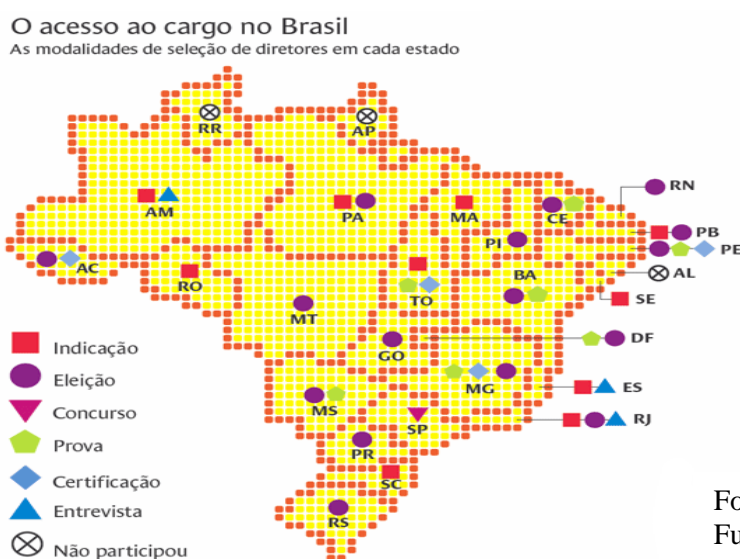 O acesso ao cargo no Brasil
As modalidades de seleção de diretores em cada estado
RR
AP
AM
PA
MA
CE
RN
PI
PB
PE
AC
RO
TO
BA
AL
SE
MT
GO
DF
MG
ES
MS
SP
RJ
PR
SC
RS
Indicação
Eleição
Concurso
Prova
Certificação
Entrevista
Não participou